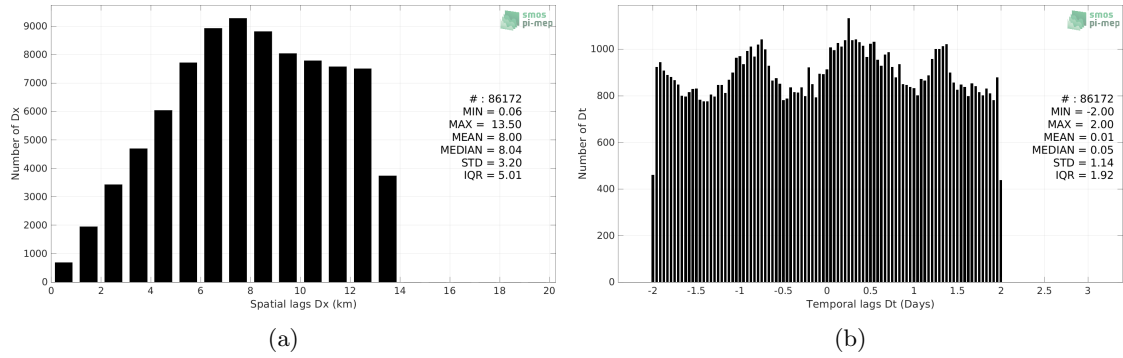 smos
pi-mep
9000
8000
7000
6000
5000
4000
3000
2000
1000
0
Number of Dx
# : 86172
MIN = 0.06
MAX = 13.50
MEAN = 8.00
MEDIAN = 8.04
STD = 3.20
IQR = 5.01
0 2 4 6 8 10 12 14 16 18 20
Spatial lags Dx (km)
(a)
smos
pi-mep
1000
800
600
400
200
0
Number of Dt
# : 86172
MIN = -2.00
MAX = 2.00
MEAN = 0.01
MEDIAN = 0.05
STD = 1.14
IQR = 1.92
-2 -1.5 -1 -0.5 0 0.5 1 1.5 2 2.5 3
Temporal lags Dt (Days)
(b)